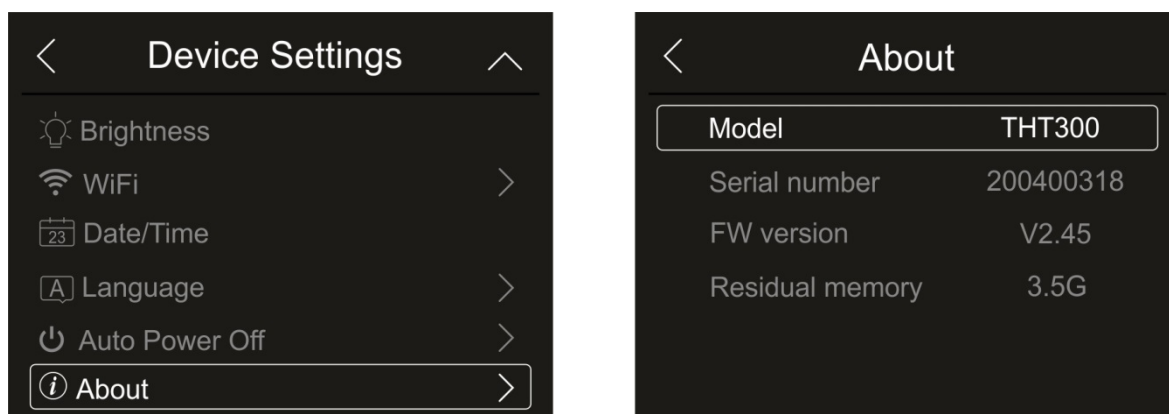 Device Settings
Brightness
WiFi
23 Date/Time
A Language
Auto Power Off
i About
About
Model THT300
Serial number 200400318
FW version V2.45
Residual memory 3.5G